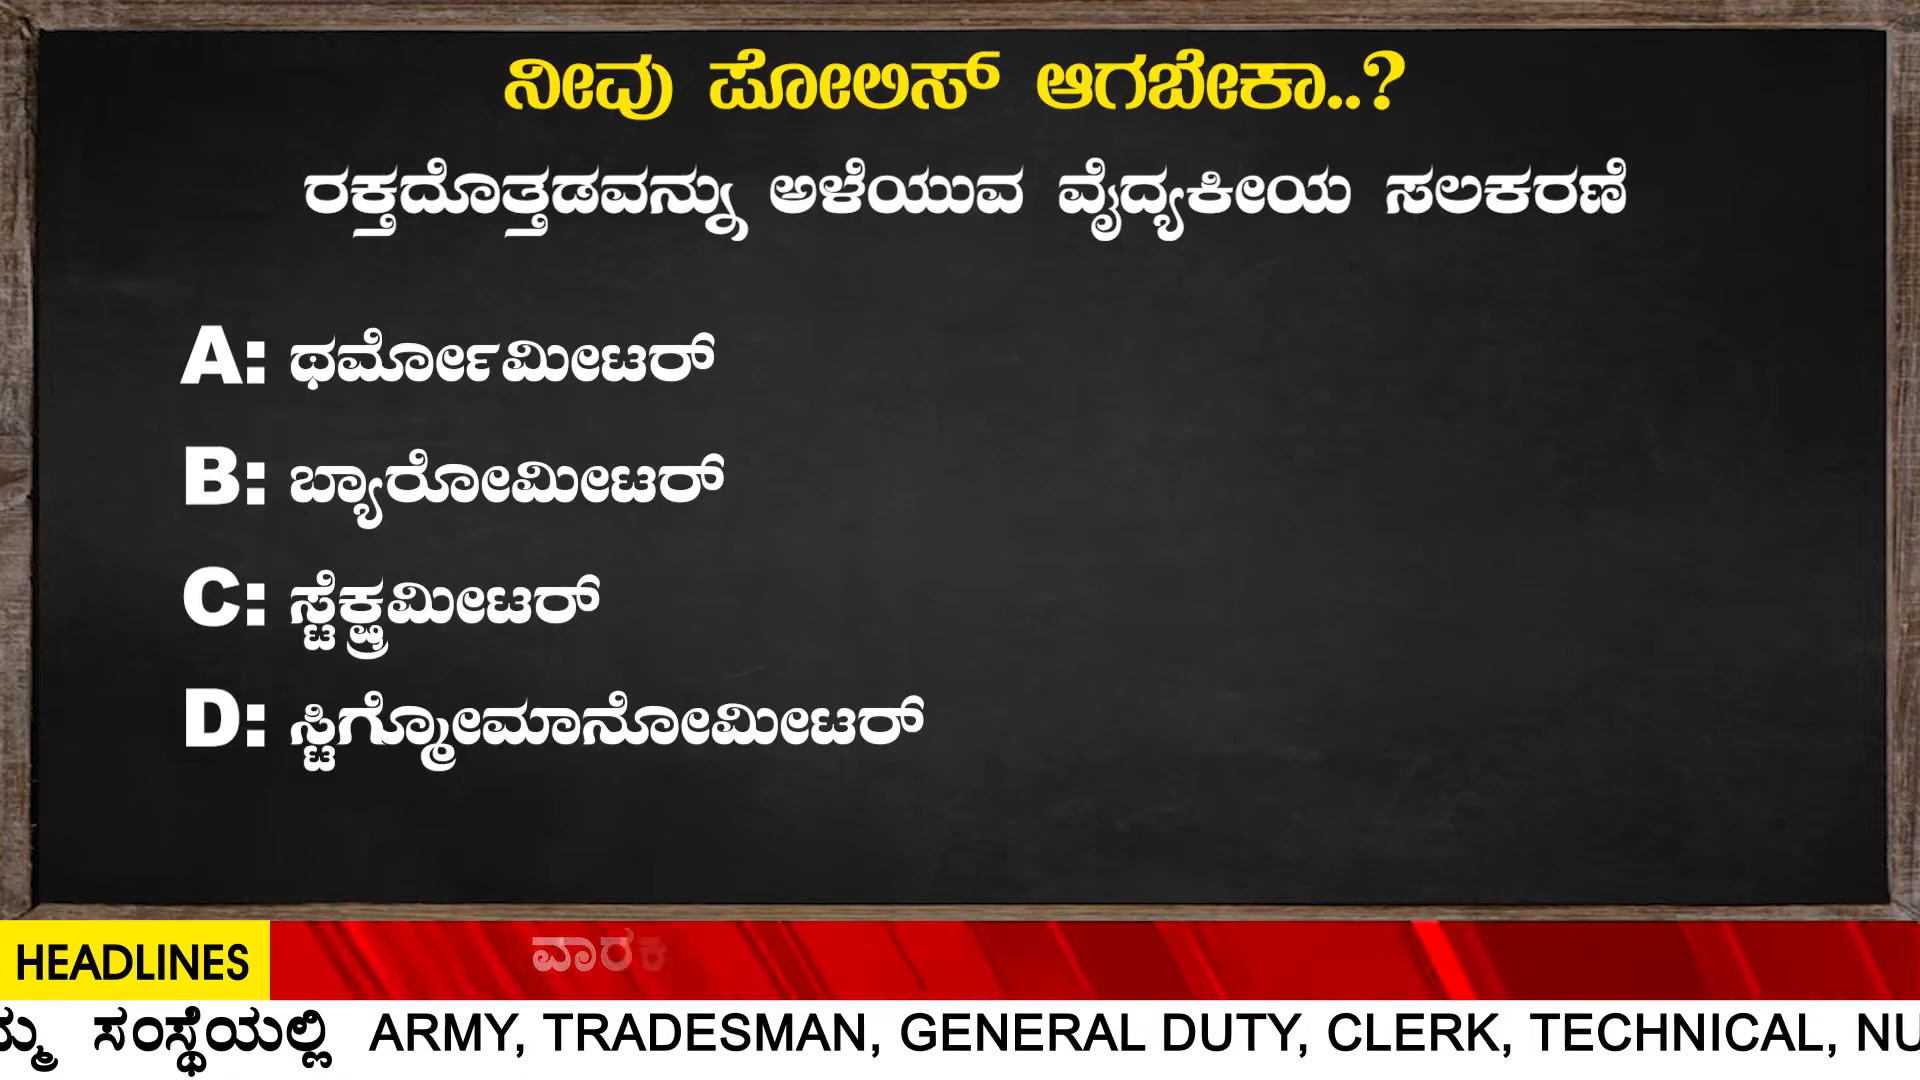 ನೀವು ಪೋಲಿಸ್ ಆಗಬೇಕಾ..?
ರಕ್ತದೊತ್ತಡವನ್ನು ಅಳೆಯುವ ವೈದ್ಯಕೀಯ ಸಲಕರಣೆ
A: ಥರ್ಮೋಮೀಟರ್
B: ಬ್ಯಾರೋಮೀಟರ್
C: ಸ್ಟೆಕ್ಟ್ರಮೀಟರ್
D: ಸ್ಟಿಗ್ಮೋಮಾನೋಮೀಟರ್
HEADLINES
ಸಂಸ್ಥೆಯಲ್ಲಿ ARMY, TRADESMAN, GENERAL DUTY, CLERK, TECHNICAL, NU